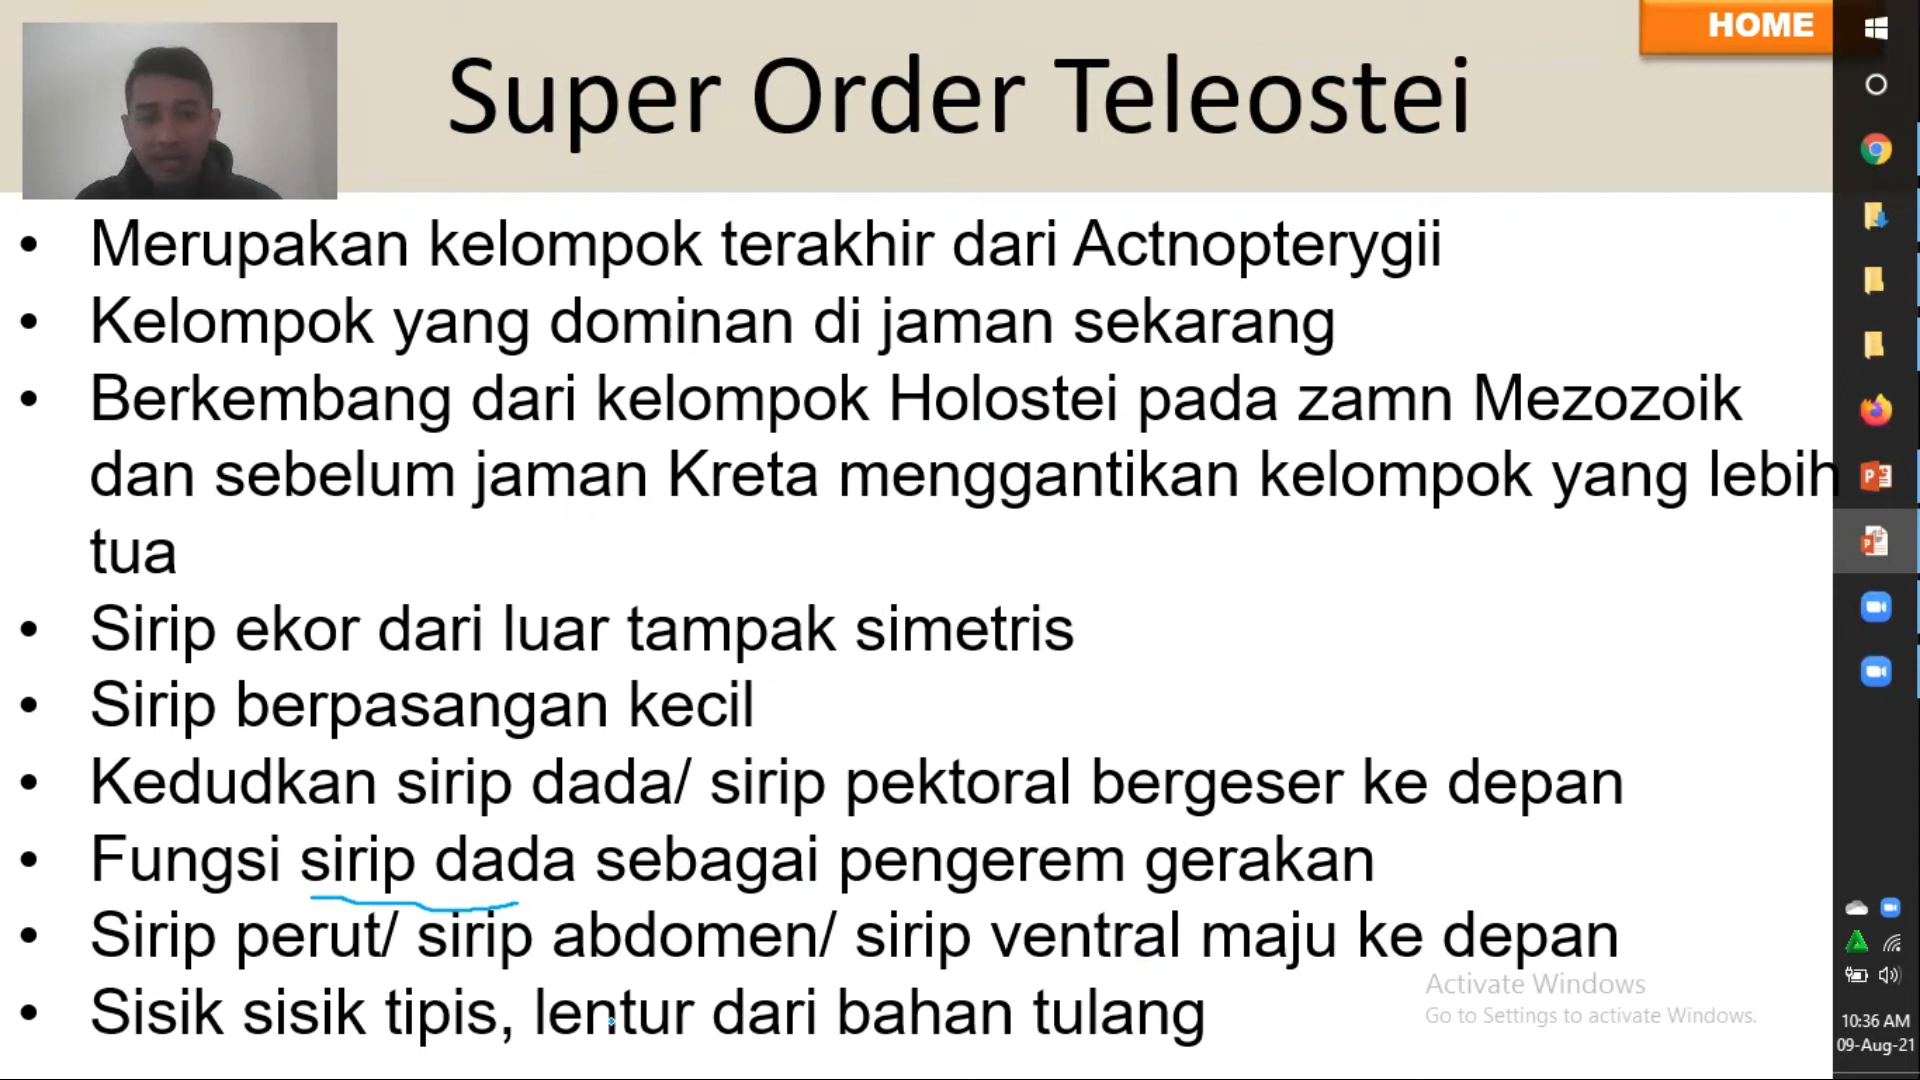 HOME
Super Order Teleostei
• Merupakan kelompok terakhir dari Actnopterygii
• Kelompok yang dominan di jaman sekarang
• Berkembang dari kelompok Holostei pada zamn Mezozoik
dan sebelum jaman Kreta menggantikan kelompok yang lebih
tua
• Sirip ekor dari luar tampak simetris
• Sirip berpasangan kecil
• Kedudkan sirip dada/ sirip pektoral bergeser ke depan
• Fungsi sirip dada sebagai pengerem gerakan
• Sirip perut/ sirip abdomen/ sirip ventral maju ke depan
• Sisik sisik tipis, lentur dari bahan tulang
Activate Windows
Go to Settings to activate Windows.
10:36 AM
09-Aug-21